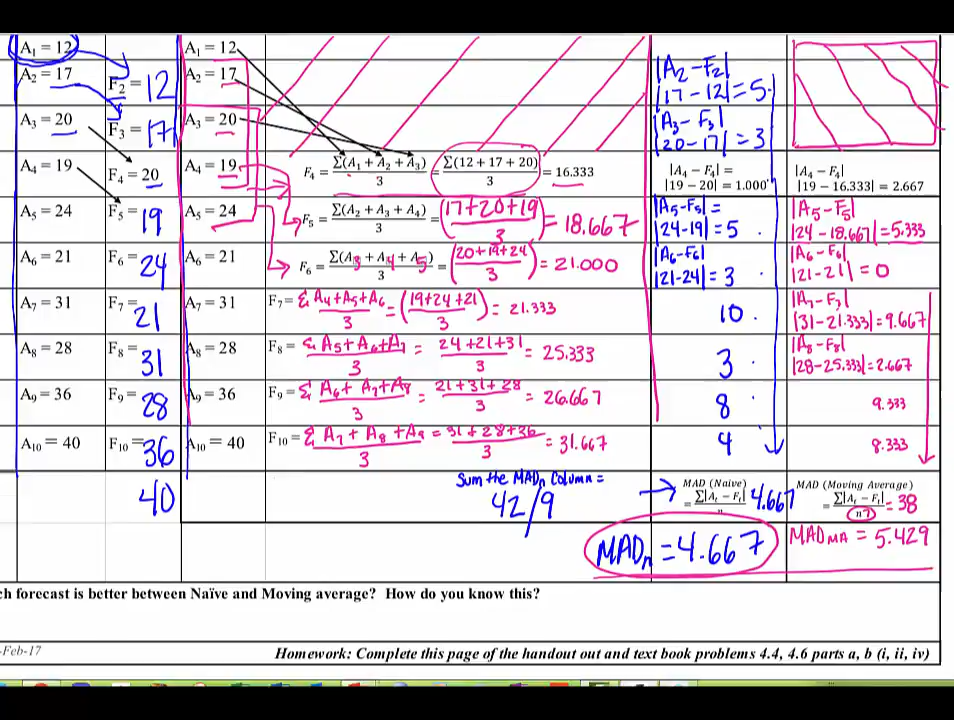 A1 = 12 A1 = 12
A2 = 17 F2 = 12 A2 = 17 |A2 – F2|
|17 – 12| = 5
A3 = 20 F3 = 17 A3 = 20 |A3 – F3|
|20 – 17| = 3
A4 = 19 F4 = 20 A4 = 19 F4 = Σ(A1 + A2 + A3)/3 = Σ(12 + 17 + 20)/3 = 16.333 |A4 – F4| = |A4 – F4|
|19 – 20| = 1.000 |19 – 16.333| = 2.667
A5 = 24 F5 = 19 A5 = 24 F5 = Σ(A2 + A3 + A4)/3 = (17+20+19)/3 = 18.667 |A5 – F5| = |A5 – F5|
|24 – 19| = 5 |24 – 18.667| = 5.333
A6 = 21 F6 = 24 A6 = 21 F6 = Σ(A3 + A4 + A5)/3 = (20+19+24)/3 = 21.000 |A6 – F6| |A6 – F6|
|21 – 24| = 3 |21 – 21| = 0
A7 = 31 F7 = 21 A7 = 31 F7 = Σ A4 + A5 + A6/3 = (19+24+21)/3 = 21.333 10 |A7 – F7|
|31 – 21.333| = 9.667
A8 = 28 F8 = 31 A8 = 28 F8 = Σ A5 + A6 + A7/3 = 24+21+31/3 = 25.333 3 |A8 – F8|
|28 – 25.333| = 2.667
A9 = 36 F9 = 28 A9 = 36 F9 = Σ A6 + A7 + A8/3 = 21+31+28/3 = 26.667 8 9.333
A10 = 40 F10 = 36 A10 = 40 F10 = Σ A7 + A8 + A9/3 = 31+28+36/3 = 31.667 4 8.333
40 Sum the MADn Column = MAD (Naive) MAD (Moving Average)
42/9 = Σ|At – Ft|/n 4.667 = Σ|At – Ft|/n 7 = 38
MADn = 4.667 MADMA = 5.429
ch forecast is better between Naïve and Moving average? How do you know this?
-Feb-17 Homework: Complete this page of the handout out and text book problems 4.4, 4.6 parts a, b (i, ii, iv)